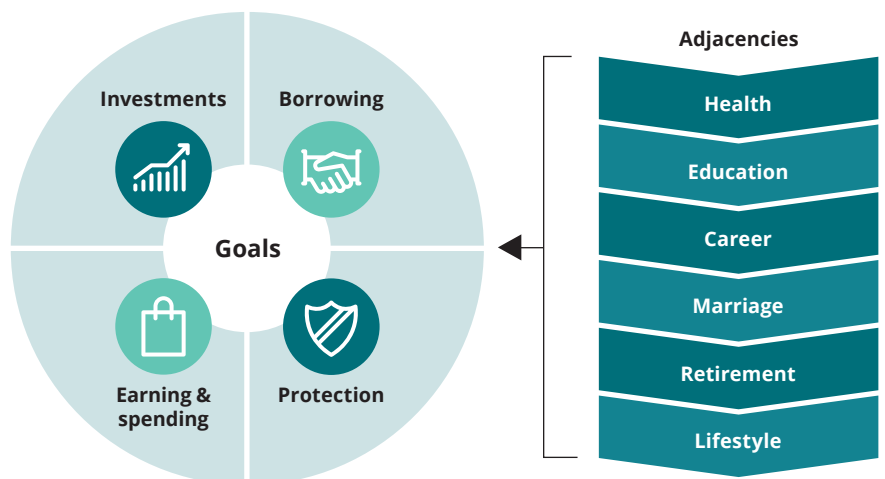 Investments
Borrowing
Goals
Earning &
spending
Protection
Adjacencies
Health
Education
Career
Marriage
Retirement
Lifestyle